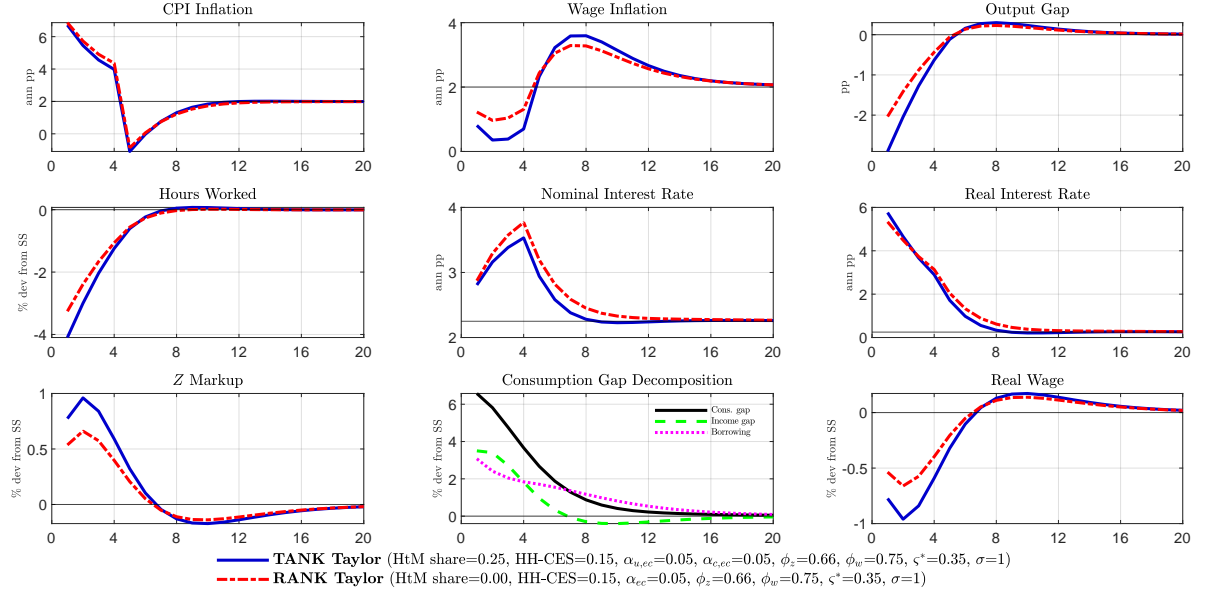 CPI Inflation
ann pp
6
4
2
0
0 4 8 12 16 20
Wage Inflation
ann pp
4
2
0
0 4 8 12 16 20
Output Gap
pp
0
-1
-2
0 4 8 12 16 20
Hours Worked
% dev from SS
0
-2
-4
0 4 8 12 16 20
Nominal Interest Rate
ann pp
4
3
2
0 4 8 12 16 20
Real Interest Rate
ann pp
6
4
2
0
0 4 8 12 16 20
Z Markup
% dev from SS
1
0.5
0
0 4 8 12 16 20
Consumption Gap Decomposition
% dev from SS
6
4
2
0
Cons. gap
Income gap
Borrowing
0 4 8 12 16 20
Real Wage
% dev from SS
0
-0.5
-1
0 4 8 12 16 20
TANK Taylor (HtM share=0.25, HH-CES=0.15, α_{u,ec}=0.05, α_{c,ec}=0.05, ϕ_z=0.66, ϕ_w=0.75, ς*=0.35, σ=1)
RANK Taylor (HtM share=0.00, HH-CES=0.15, α_{ec}=0.05, ϕ_z=0.66, ϕ_w=0.75, ς*=0.35, σ=1)